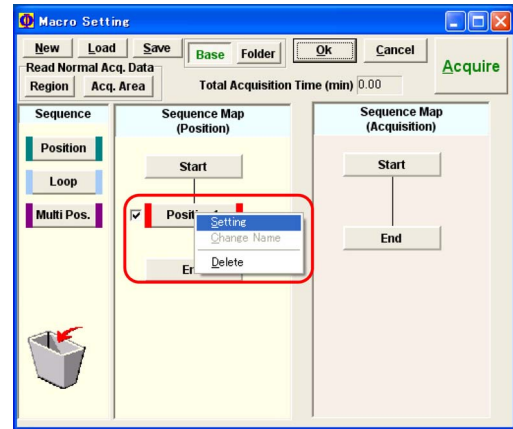 Macro Setting
New Load Save Base Folder Ok Cancel Acquire
Read Normal Acq. Data
Region Acq. Area Total Acquisition Time (min) 0.00
Sequence
Position
Loop
Multi Pos.
Sequence Map
(Position)
Start
Setting
Change Name
Delete
Sequence Map
(Acquisition)
Start
End